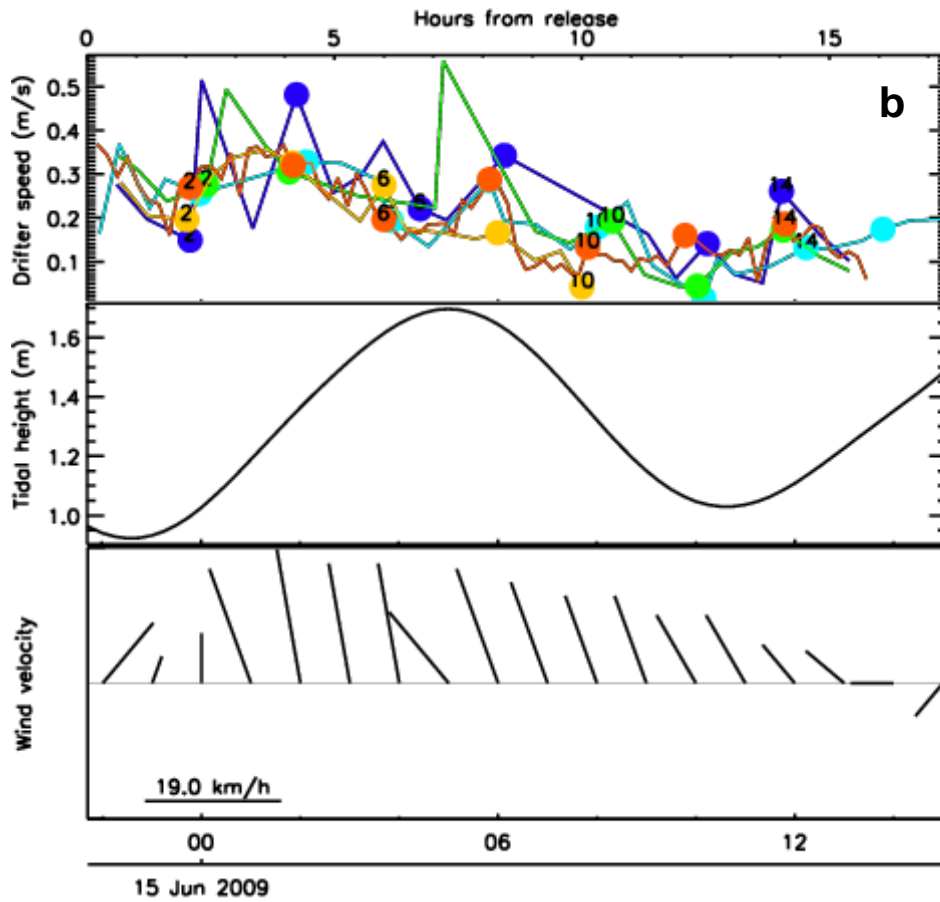 Hours from release
0 5 10 15
b
Drifter speed (m/s)
0.5
0.4
0.3
0.2
0.1
2 2 2 2
6 6 6
10 10 10 10
14 14 14
Tidal height (m)
1.6
1.4
1.2
1.0
Wind velocity
19.0 km/h
00 06 12
15 Jun 2009